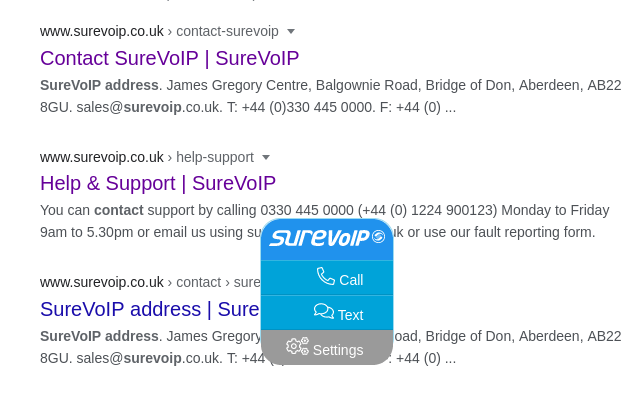 www.surevoip.co.uk › contact-surevoip
Contact SureVoIP | SureVoIP
SureVoIP address. James Gregory Centre, Balgownie Road, Bridge of Don, Aberdeen, AB22
8GU. sales@surevoip.co.uk. T: +44 (0)330 445 0000. F: +44 (0) ...
www.surevoip.co.uk › help-support
Help & Support | SureVoIP
You can contact support by calling 0330 445 0000 (+44 (0) 1224 900123) Monday to Friday
9am to 5.30pm or email us using su uk or use our fault reporting form.
SureVoIP
www.surevoip.co.uk › contact › sure
Call
SureVoIP address | Sure
Text
SureVoIP address. James Gregory oad, Bridge of Don, Aberdeen, AB22
Settings
8GU. sales@surevoip.co.uk. T: +44 : +44 (0) ...